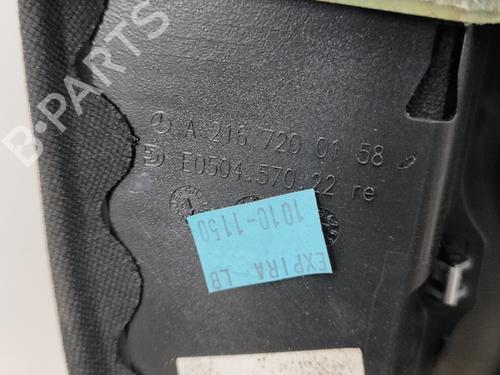 B-PARTS
A 216 720 01 58
E0504.570.22 re
EXPIRA LB
1010-1150